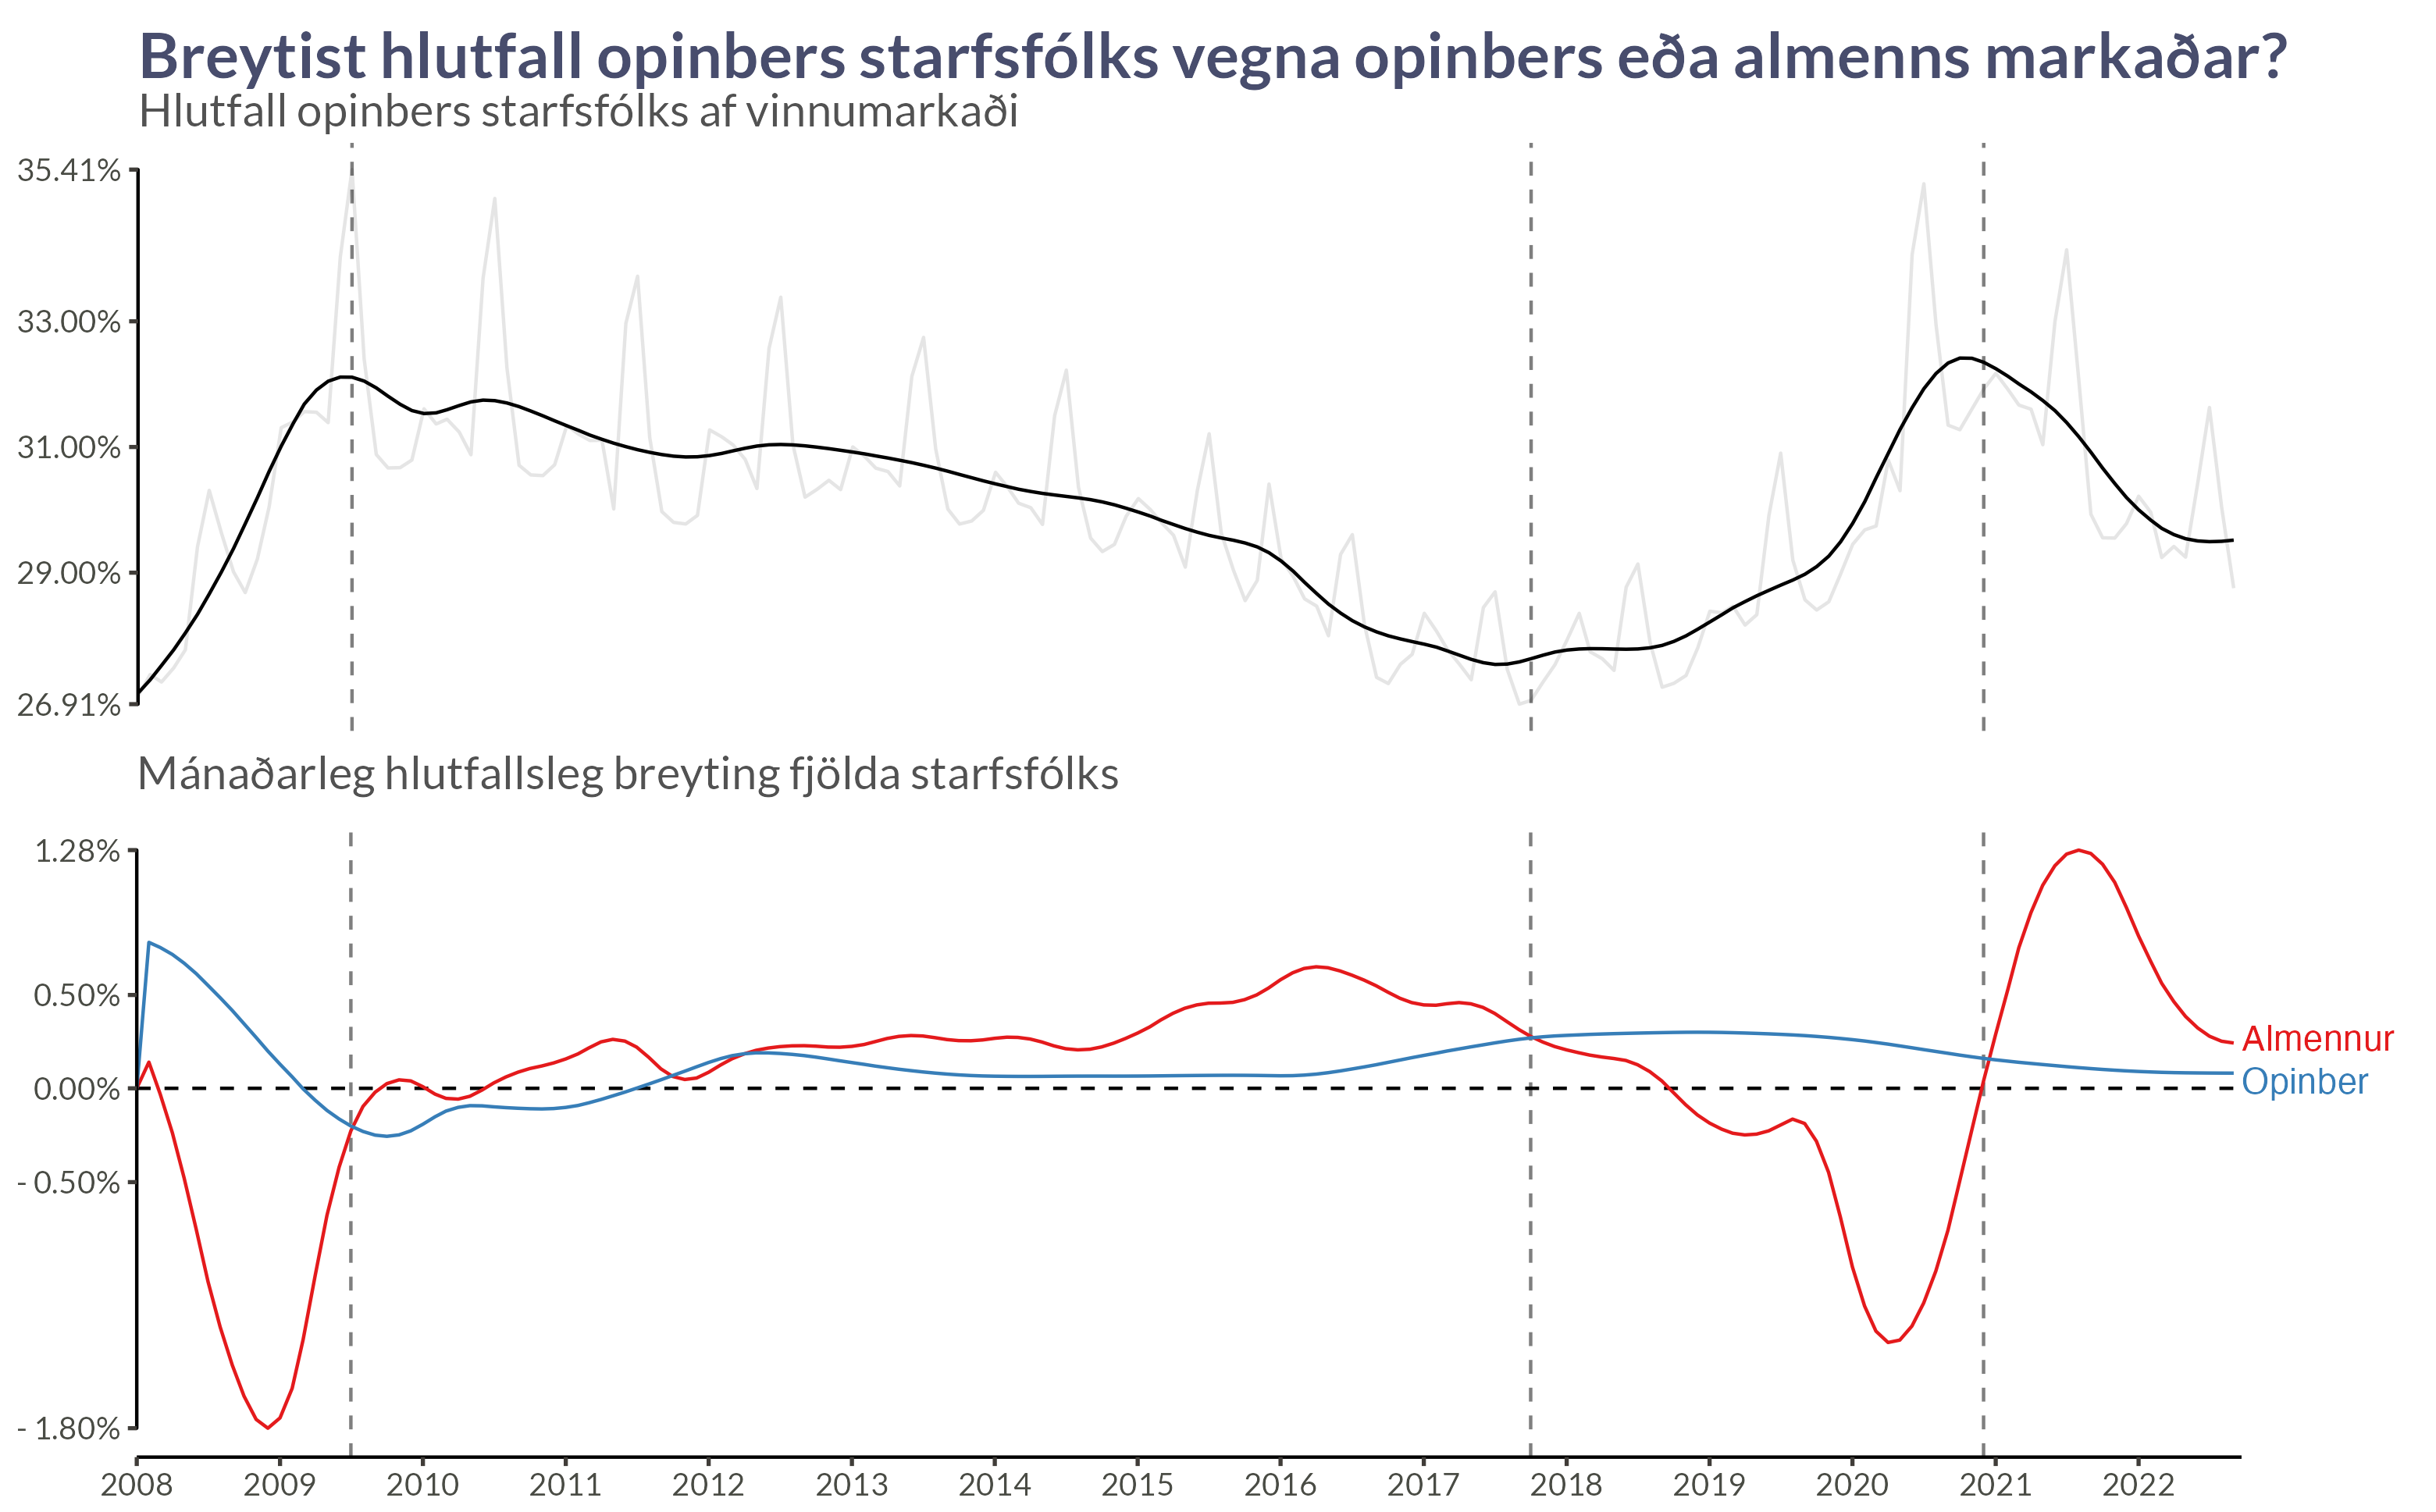 Breytist hlutfall opinbers starfsfólks vegna opinbers eða almenns markaðar?
Hlutfall opinbers starfsfólks af vinnumarkaði
35.41%
33.00%
31.00%
29.00%
26.91%
Mánaðarleg hlutfallsleg breyting fjölda starfsfólks
1.28%
0.50%
0.00%
- 0.50%
- 1.80%
Almennur
Opinber
2008 2009 2010 2011 2012 2013 2014 2015 2016 2017 2018 2019 2020 2021 2022